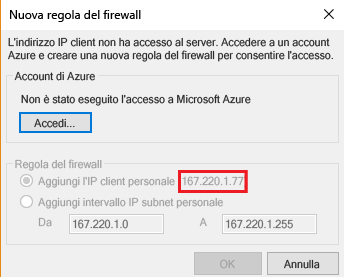 Nuova regola del firewall
L'indirizzo IP client non ha accesso al server. Accedere a un account
Azure e creare una nuova regola del firewall per consentire l'accesso.
Account di Azure
Non è stato eseguito l'accesso a Microsoft Azure
Accedi...
Regola del firewall
Aggiungi l'IP client personale 167.220.1.77
Aggiungi intervallo IP subnet personale
Da 167.220.1.0 A 167.220.1.255
OK Annulla